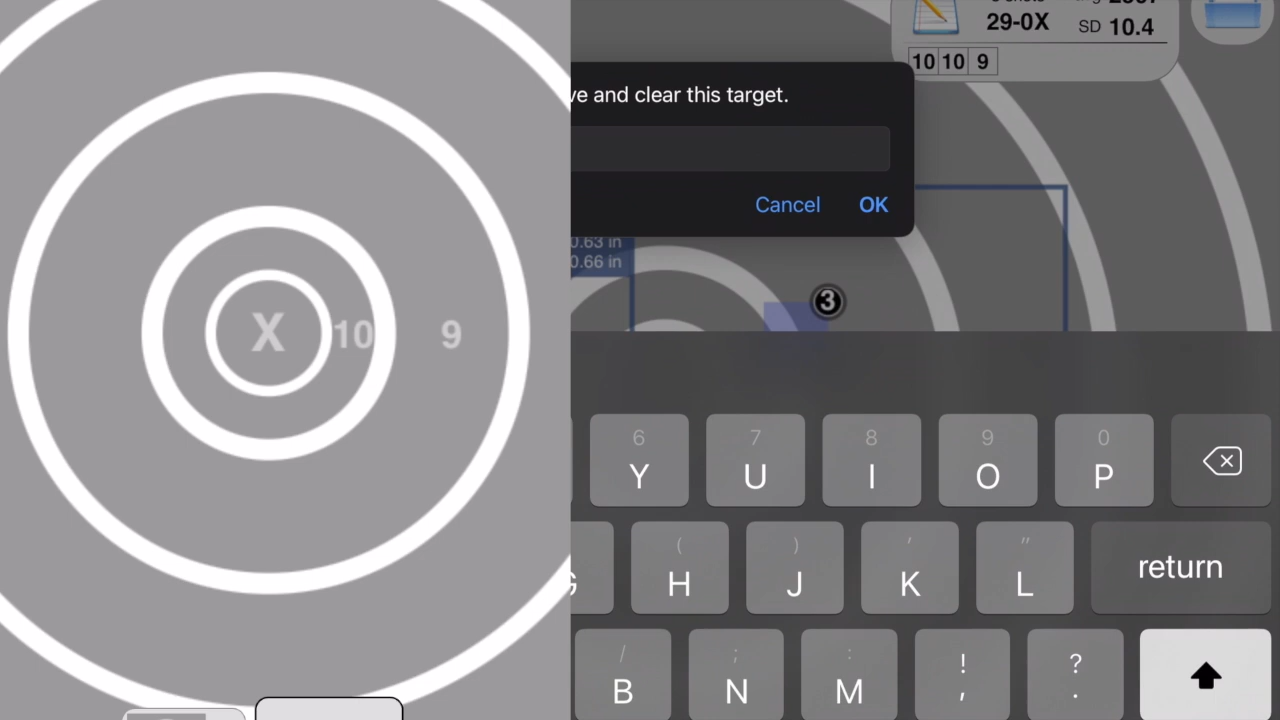 29-0X
SD 10.4
10 10 9
ve and clear this target.
Cancel OK
0.63 in
0.66 in
3
X 10 9
6 7 8 9 0
Y U I O P
( ) ' "
H J K L return
/ ; : ! ?
B N M , .